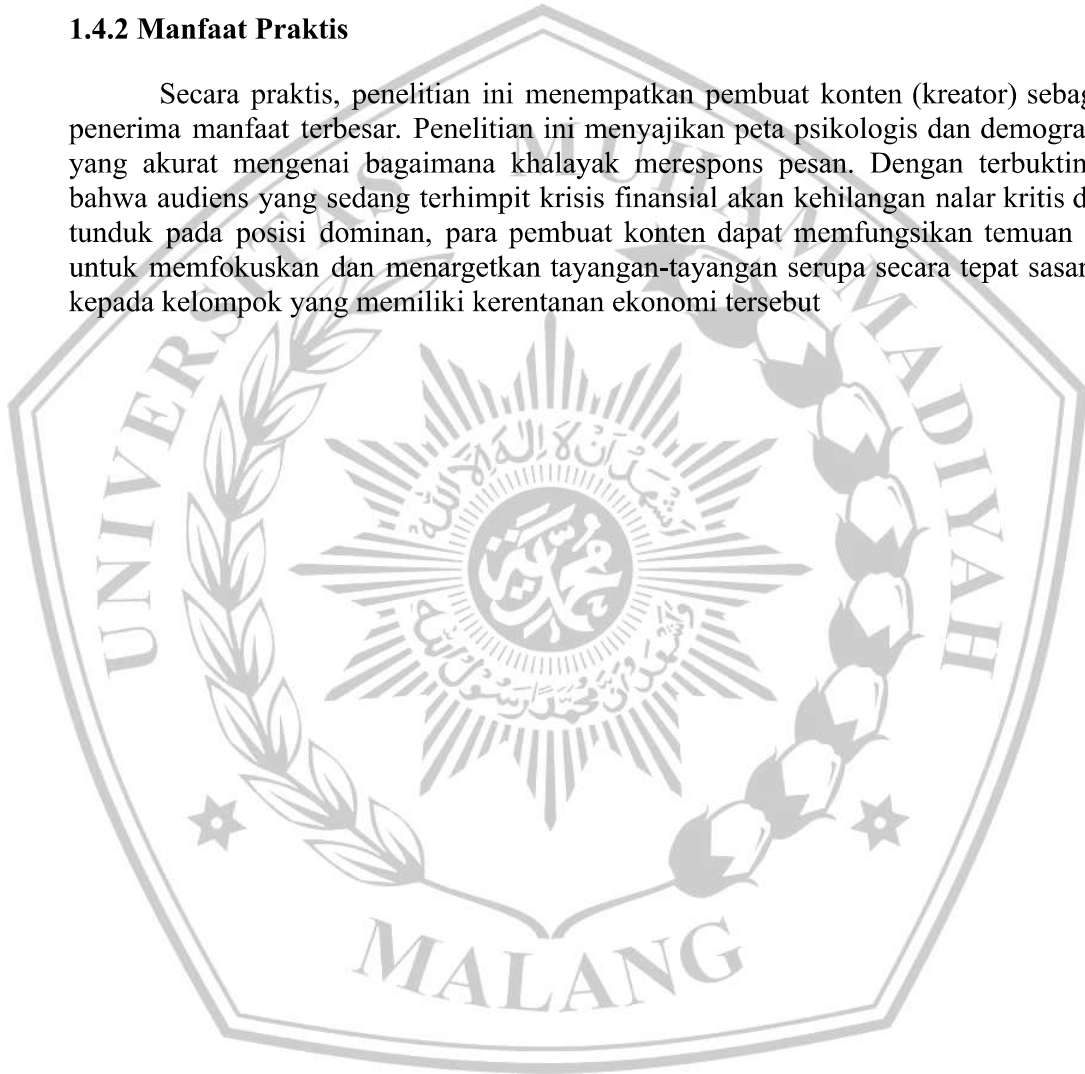 1.4.2 Manfaat Praktis
Secara praktis, penelitian ini menempatkan pembuat konten (kreator) sebag
penerima manfaat terbesar. Penelitian ini menyajikan peta psikologis dan demogra
yang akurat mengenai bagaimana khalayak merespons pesan. Dengan terbuktin
bahwa audiens yang sedang terhimpit krisis finansial akan kehilangan nalar kritis d
tunduk pada posisi dominan, para pembuat konten dapat memfungsikan temuan
untuk memfokuskan dan menargetkan tayangan-tayangan serupa secara tepat sasar
kepada kelompok yang memiliki kerentanan ekonomi tersebut
UNIVERSITAS MUHAMMADIYAH
MALANG